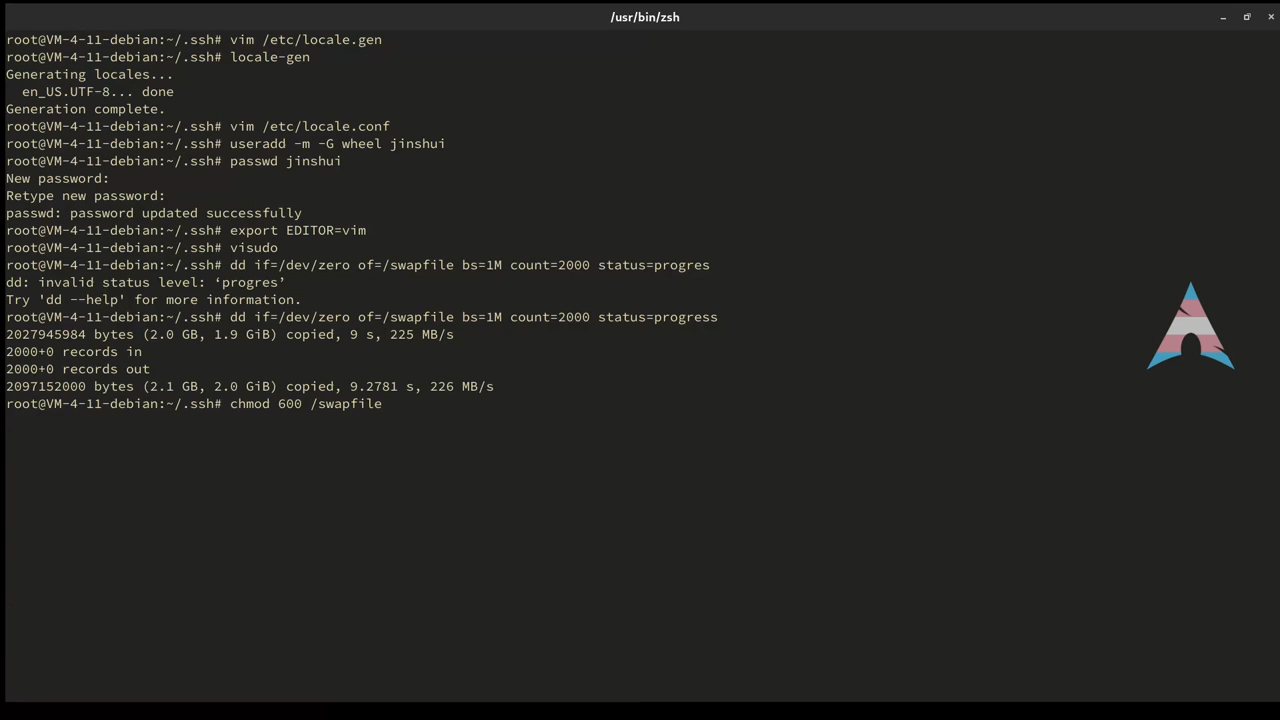 /usr/bin/zsh
root@VM-4-11-debian:~/.ssh# vim /etc/locale.gen
root@VM-4-11-debian:~/.ssh# locale-gen
Generating locales...
  en_US.UTF-8... done
Generation complete.
root@VM-4-11-debian:~/.ssh# vim /etc/locale.conf
root@VM-4-11-debian:~/.ssh# useradd -m -G wheel jinshui
root@VM-4-11-debian:~/.ssh# passwd jinshui
New password:
Retype new password:
passwd: password updated successfully
root@VM-4-11-debian:~/.ssh# export EDITOR=vim
root@VM-4-11-debian:~/.ssh# visudo
root@VM-4-11-debian:~/.ssh# dd if=/dev/zero of=/swapfile bs=1M count=2000 status=progres
dd: invalid status level: ‘progres’
Try 'dd --help' for more information.
root@VM-4-11-debian:~/.ssh# dd if=/dev/zero of=/swapfile bs=1M count=2000 status=progress
2027945984 bytes (2.0 GB, 1.9 GiB) copied, 9 s, 225 MB/s
2000+0 records in
2000+0 records out
2097152000 bytes (2.1 GB, 2.0 GiB) copied, 9.2781 s, 226 MB/s
root@VM-4-11-debian:~/.ssh# chmod 600 /swapfile